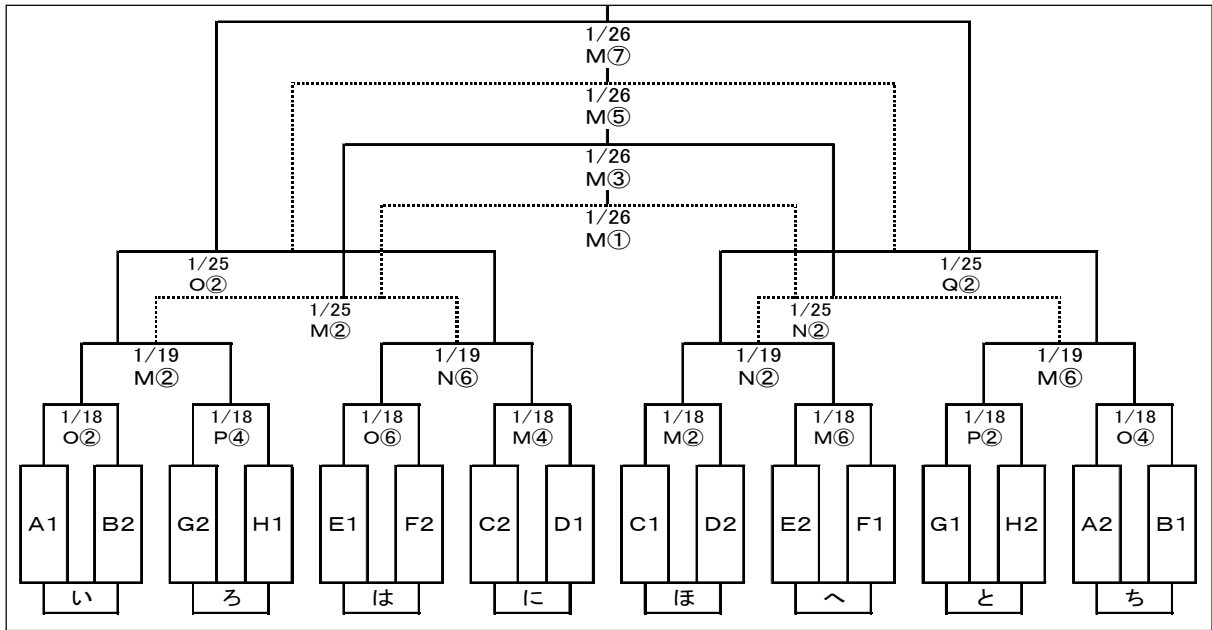 1/26
M⑦
1/26
M⑤
1/26
M③
1/26
M①
1/25 1/25
O② Q②
1/25 1/25
M② N②
1/19 1/19 1/19 1/19
M② N⑥ N② M⑥
1/18 1/18 1/18 1/18 1/18 1/18 1/18 1/18
O② P④ O⑥ M④ M② M⑥ P② O④
A1 B2 G2 H1 E1 F2 C2 D1 C1 D2 E2 F1 G1 H2 A2 B1
い ろ は に ほ へ と ち